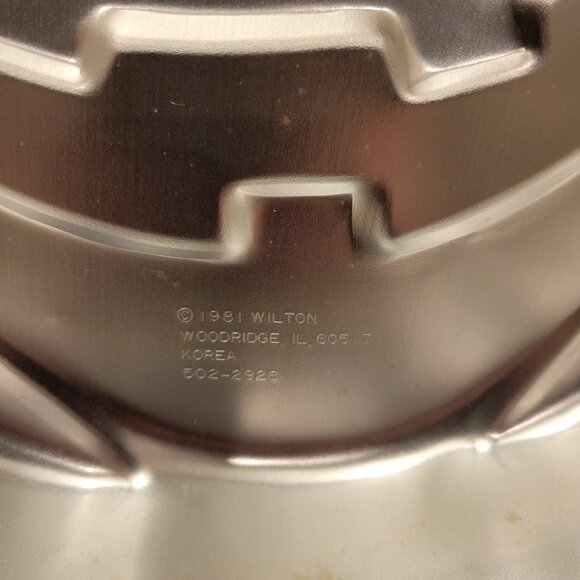 © 1981 WILTON
WOODRIDGE, IL, 60517
KOREA
502-2928